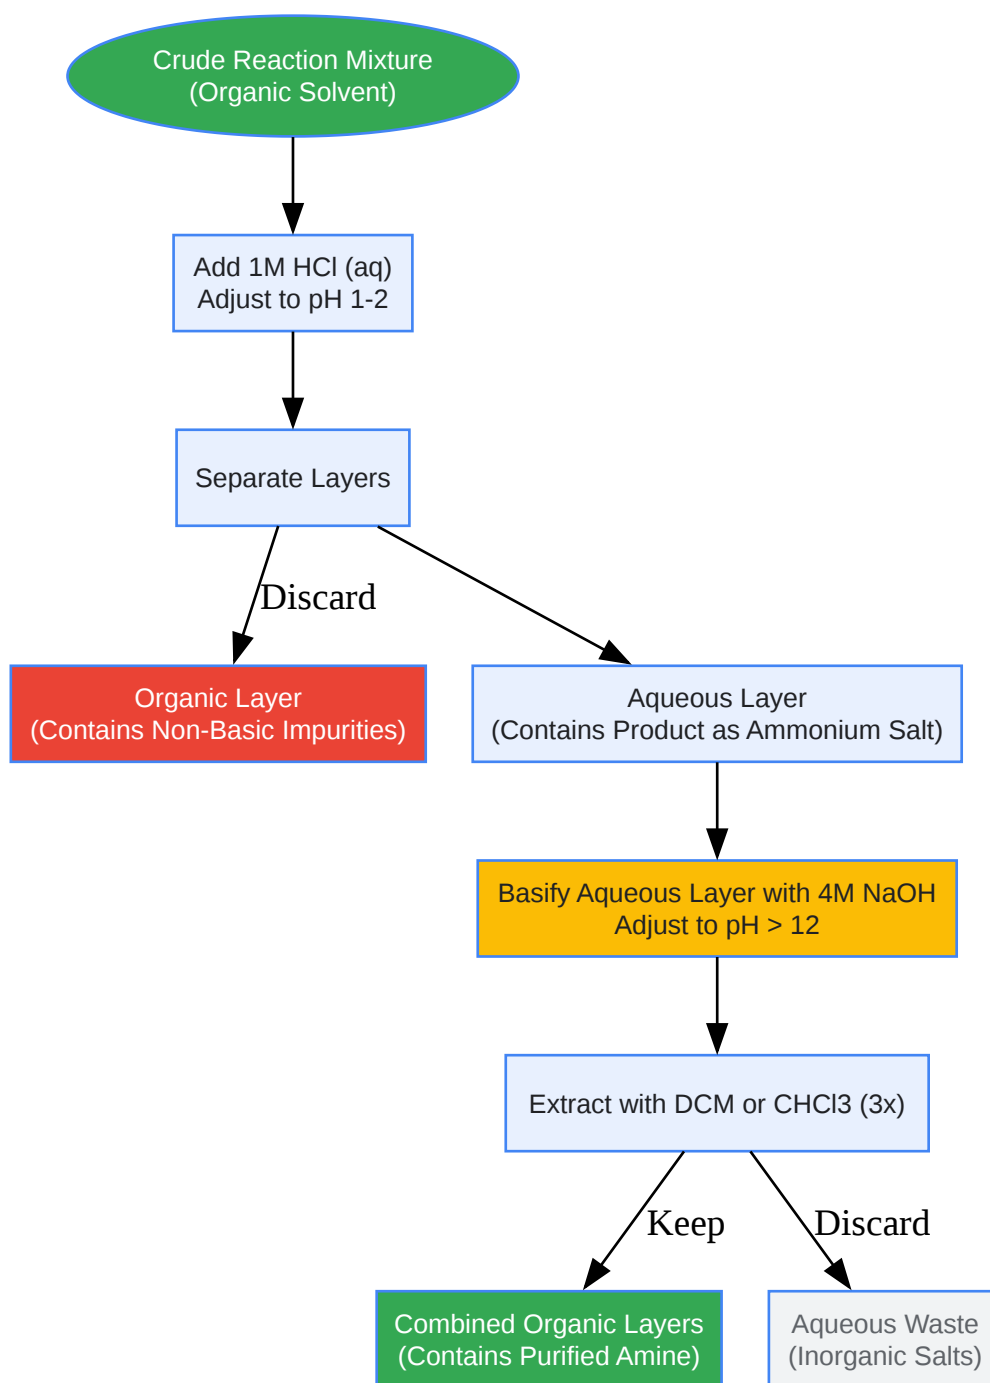 Crude Reaction Mixture
(Organic Solvent)
Add 1M HCl (aq)
Adjust to pH 1-2
Separate Layers
Discard
Organic Layer
(Contains Non-Basic Impurities)
Aqueous Layer
(Contains Product as Ammonium Salt)
Basify Aqueous Layer with 4M NaOH
Adjust to pH > 12
Extract with DCM or CHCl3 (3x)
Keep
Discard
Combined Organic Layers
(Contains Purified Amine)
Aqueous Waste
(Inorganic Salts)